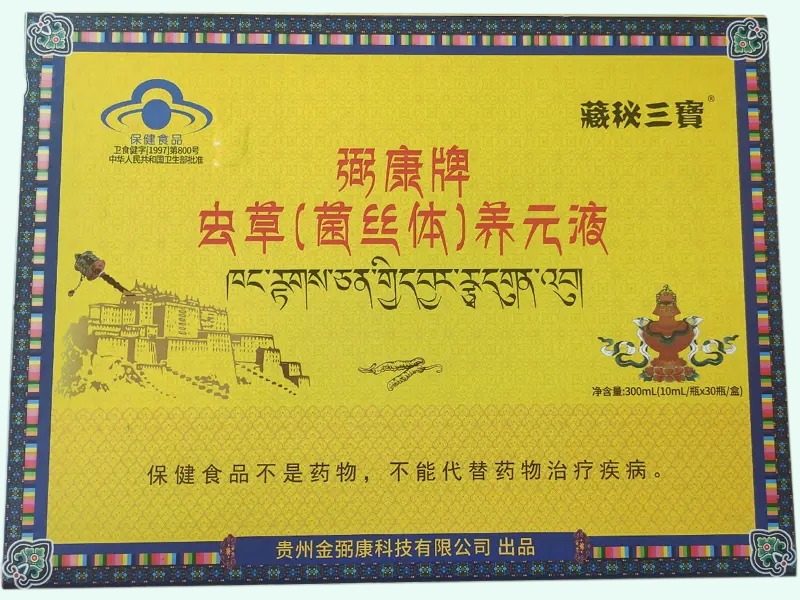 藏秘三寶®
保健食品
卫食健字[1997]第800号
中华人民共和国卫生部批准
弼康牌
虫草(菌丝体)养元液
净含量:300mL(10mL/瓶x30瓶/盒)
保健食品不是药物，不能代替药物治疗疾病。
贵州金弼康科技有限公司 出品